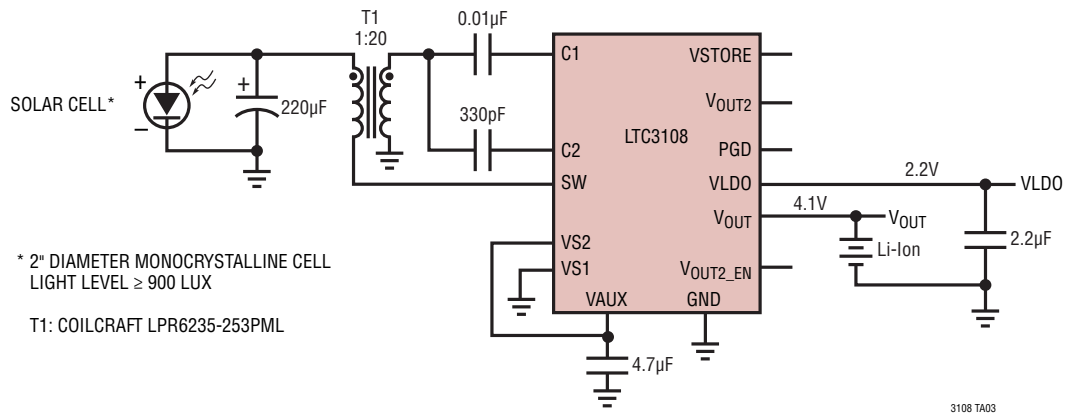 T1
1:20
0.01µF
SOLAR CELL*
+
–
+
220µF
330pF
C1
C2
SW
VS2
VS1
VAUX
GND
LTC3108
VSTORE
VOUT2
PGD
VLDO
VOUT
VOUT2_EN
2.2V
VLDO
4.1V
VOUT
Li-Ion
2.2µF
4.7µF
* 2" DIAMETER MONOCRYSTALLINE CELL
LIGHT LEVEL ≥ 900 LUX
T1: COILCRAFT LPR6235-253PML
3108 TA03